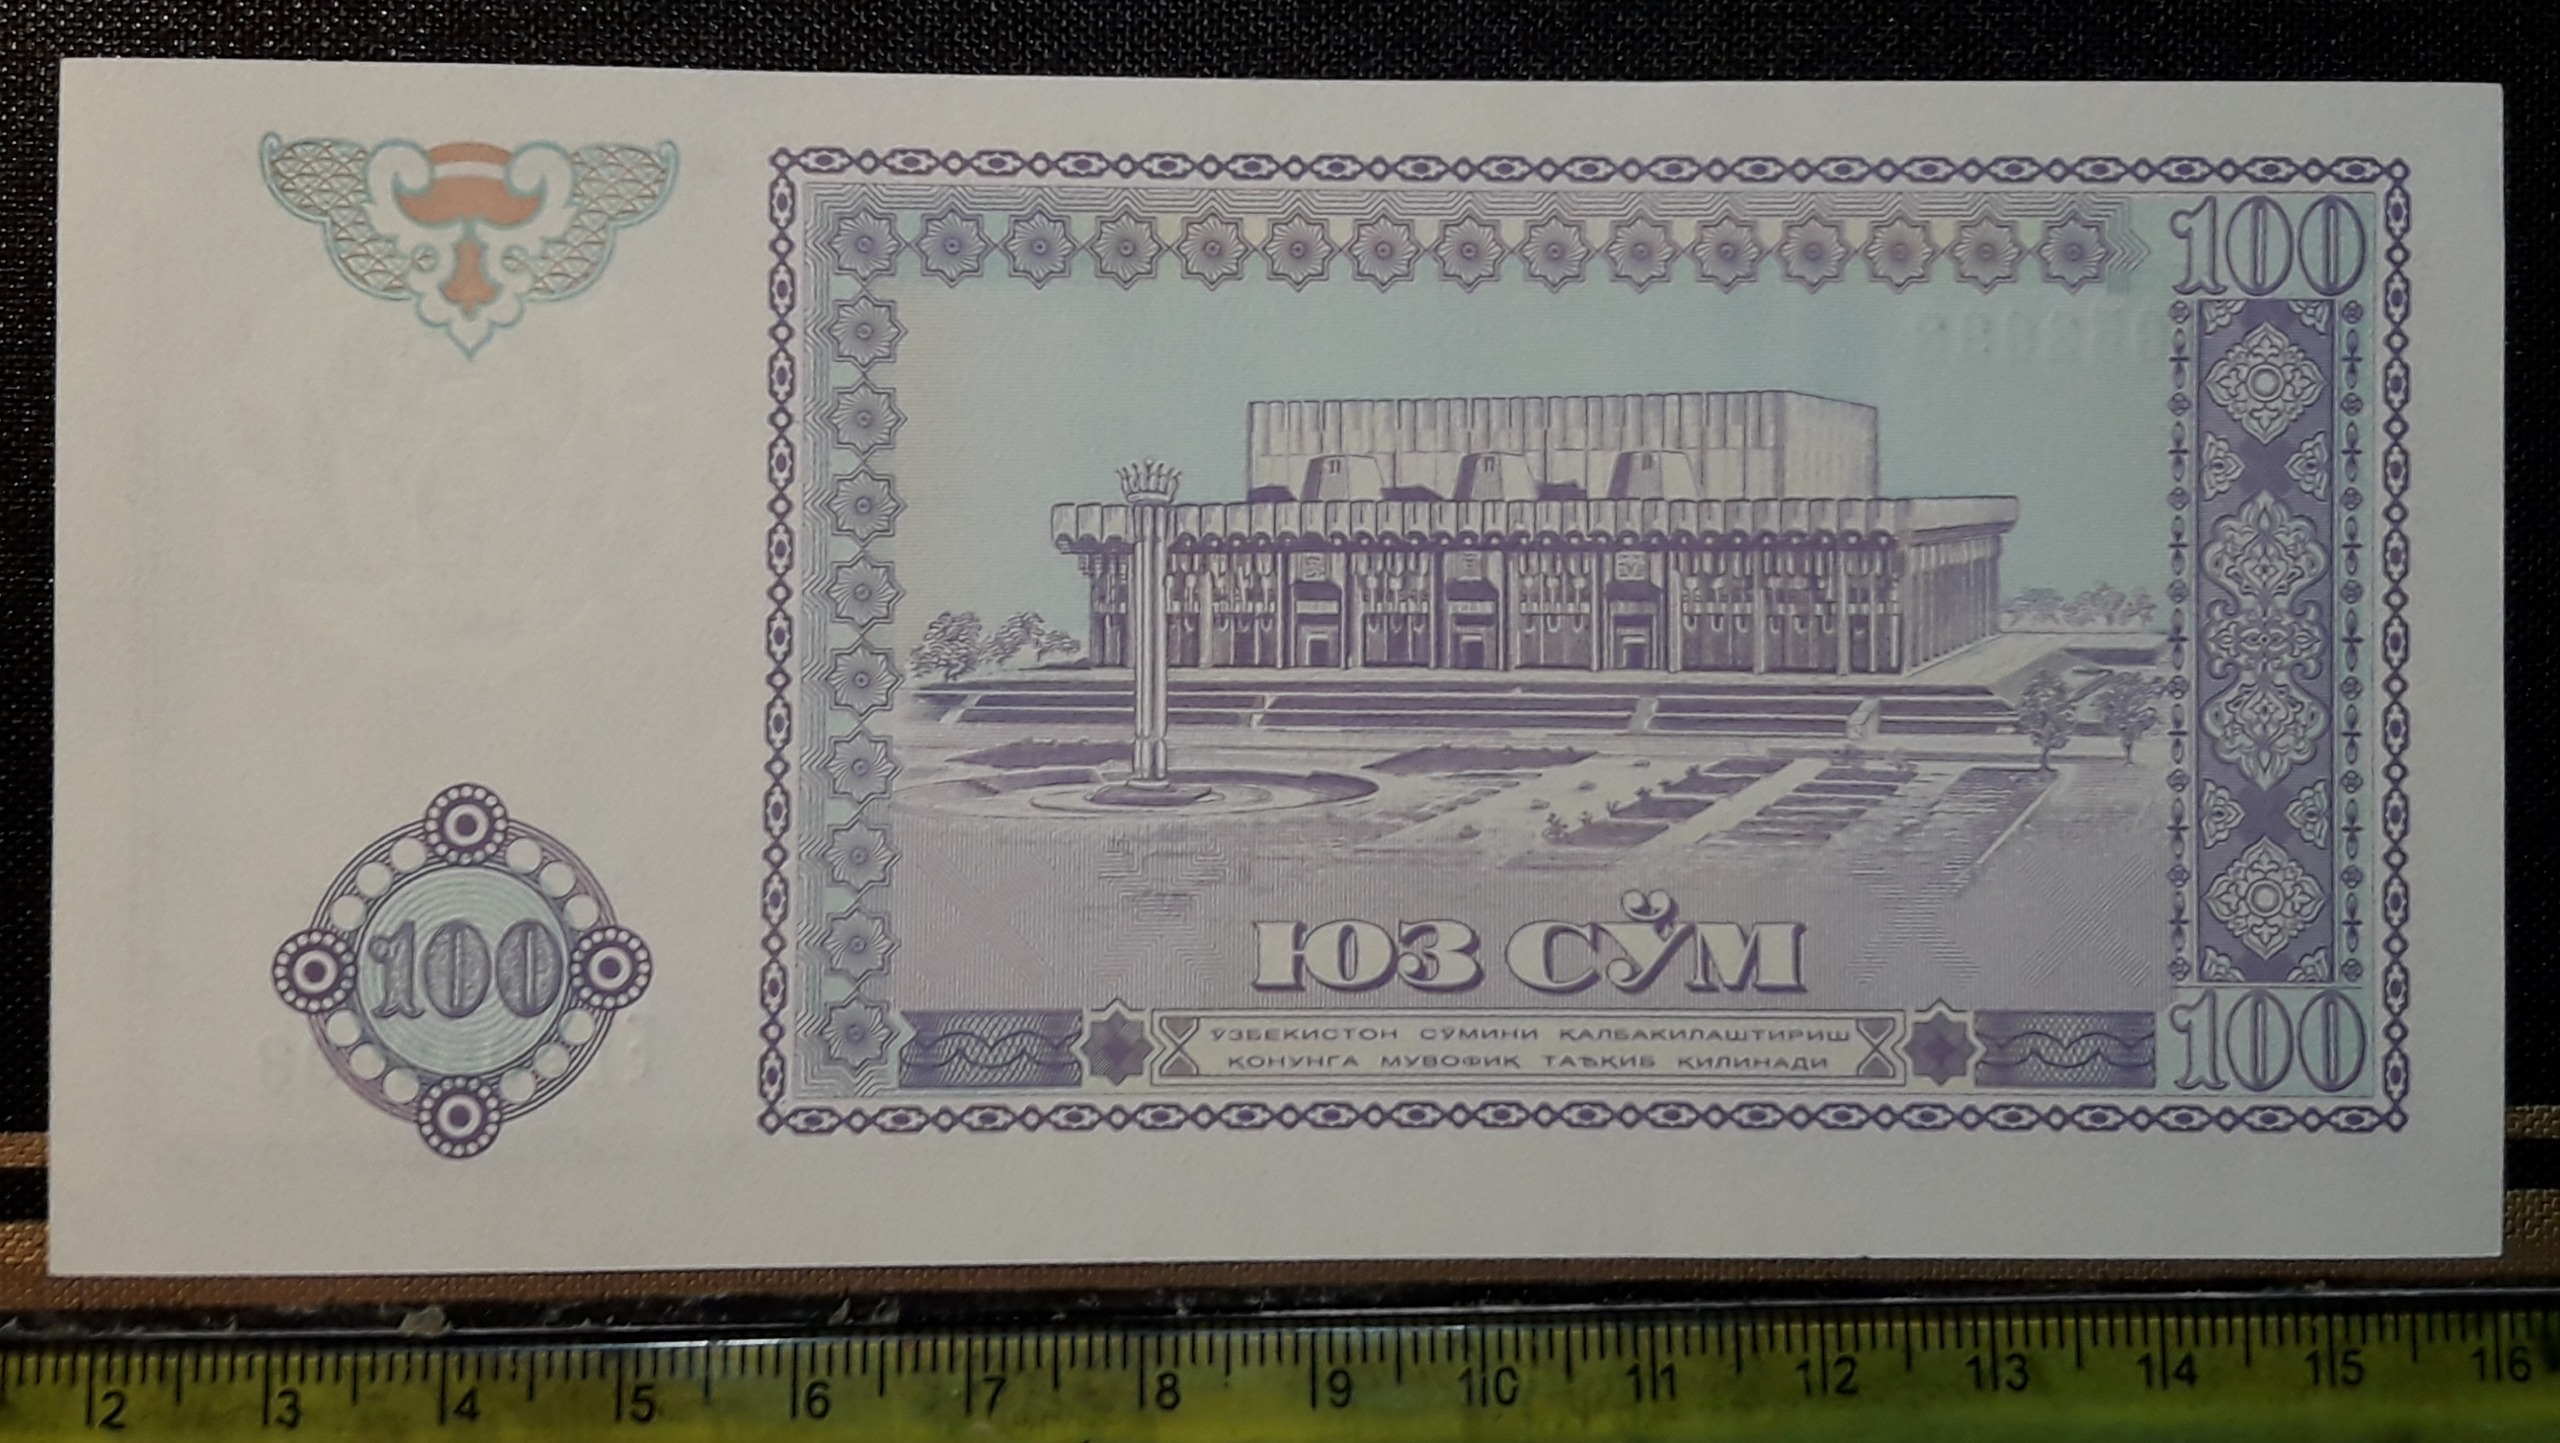 100
ЮЗ СЎМ
ЎЗБЕКИСТОН СЎМИНИ ҚАЛБАКИЛАШТИРИШ
ҚОНУНГА МУВОФИҚ ТАЪҚИБ ҚИЛИНАДИ
100
100
2 3 4 5 6 7 8 9 10 11 12 13 14 15 16